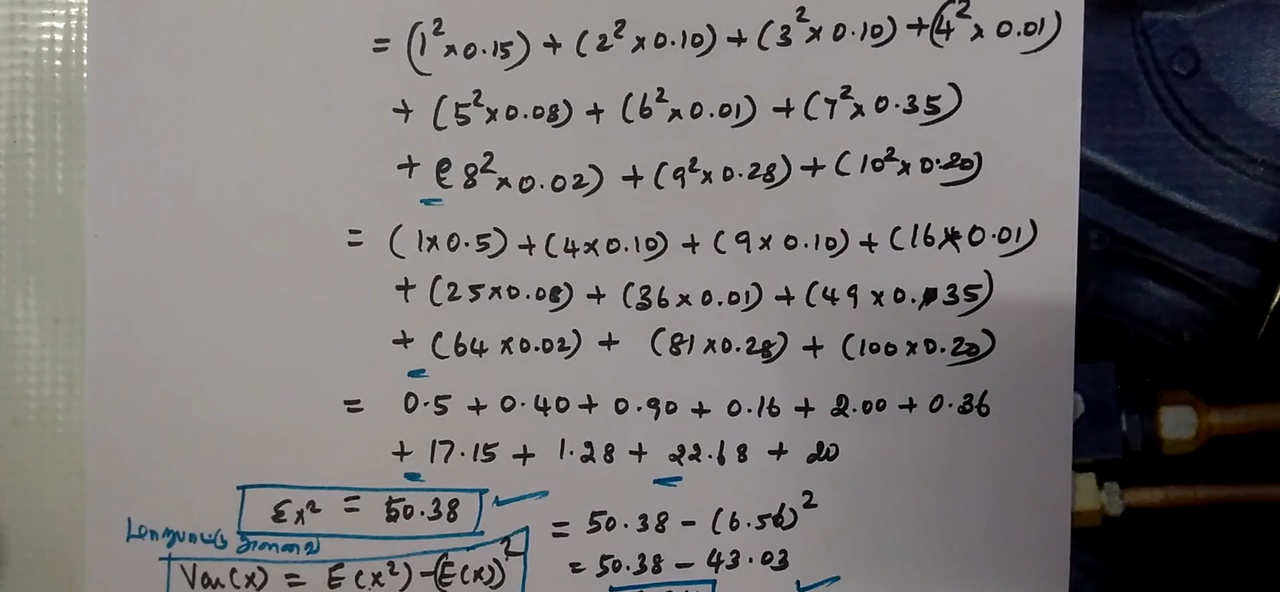 = (1²×0.15) + (2²×0.10) + (3²×0.10) + (4²×0.01)
+ (5²×0.08) + (6²×0.01) + (7²×0.35)
+ (8²×0.02) + (9²×0.28) + (10²×0.20)
= (1×0.5) + (4×0.10) + (9×0.10) + (16×0.01)
+ (25×0.08) + (36×0.01) + (49×0.35)
+ (64×0.02) + (81×0.28) + (100×0.20)
= 0.5 + 0.40 + 0.90 + 0.16 + 2.00 + 0.36
+ 17.15 + 1.28 + 22.68 + 20
Ex² = 50.38
= 50.38 - (6.56)²
Var(x) = E(x²) - (E(x))²
= 50.38 - 43.03